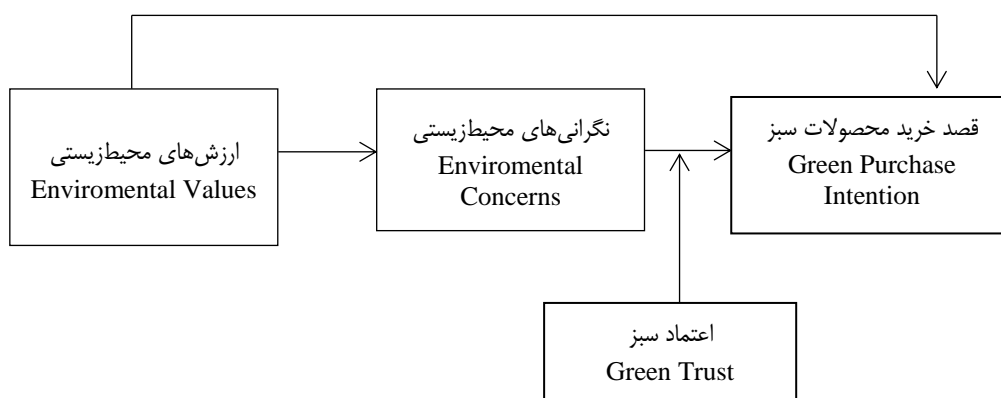 ارزش‌های محیط‌زیستی
Enviromental Values
نگرانی‌های محیط‌زیستی
Enviromental
Concerns
قصد خرید محصولات سبز
Green Purchase
Intention
اعتماد سبز
Green Trust